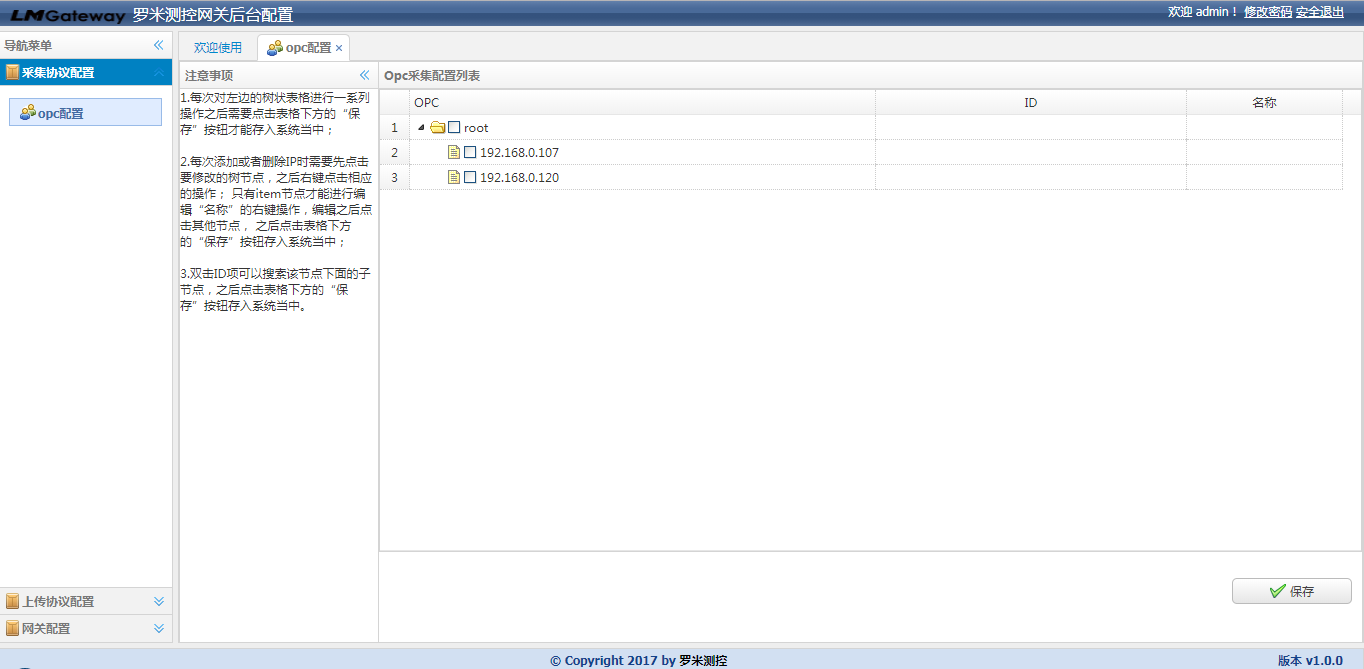 LMGateway 罗米测控网关后台配置
欢迎 admin！ 修改密码 安全退出
导航菜单
采集协议配置
opc配置
上传协议配置
网关配置
欢迎使用
opc配置
注意事项
1.每次对左边的树状表格进行一系列
操作之后需要点击表格下方的“保
存”按钮才能存入系统当中；
2.每次添加或者删除IP时需要先点击
要修改的树节点，之后右键点击相应
的操作； 只有item节点才能进行编
辑“名称”的右键操作，编辑之后点
击其他节点， 之后点击表格下方
的“保存”按钮存入系统当中；
3.双击ID项可以搜索该节点下面的子
节点，之后点击表格下方的“保
存”按钮存入系统当中。
Opc采集配置列表
OPC ID 名称
1 root
2 192.168.0.107
3 192.168.0.120
保存
© Copyright 2017 by 罗米测控
版本 v1.0.0